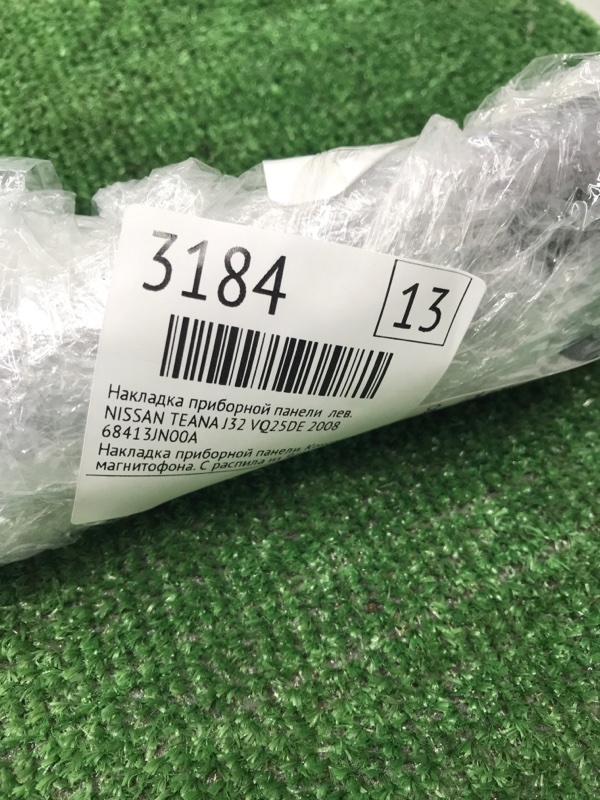 3184
13
Накладка приборной панели лев.
NISSAN TEANA J32 VQ25DE 2008
68413JN00A
Накладка приборной панели.
магнитофона. С распила